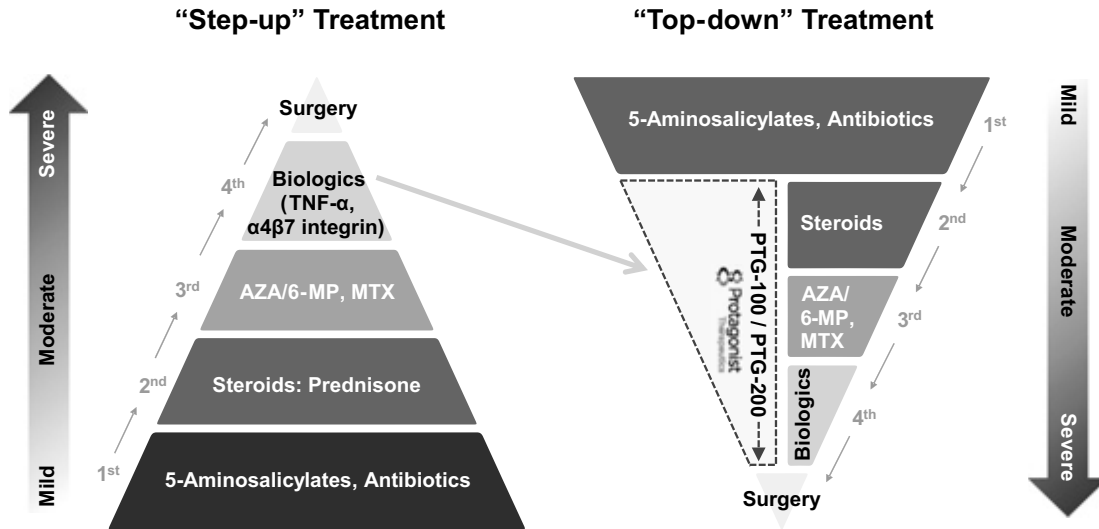 “Step-up” Treatment
Severe
Moderate
Mild
Surgery
4th
Biologics
(TNF-α,
α4β7 integrin)
3rd
AZA/6-MP, MTX
2nd
Steroids: Prednisone
1st
5-Aminosalicylates, Antibiotics
“Top-down” Treatment
5-Aminosalicylates, Antibiotics
1st
PTG-100 / PTG-200
Protagonist
Therapeutics
Steroids
2nd
AZA/
6-MP,
MTX
3rd
Biologics
4th
Surgery
Mild
Moderate
Severe